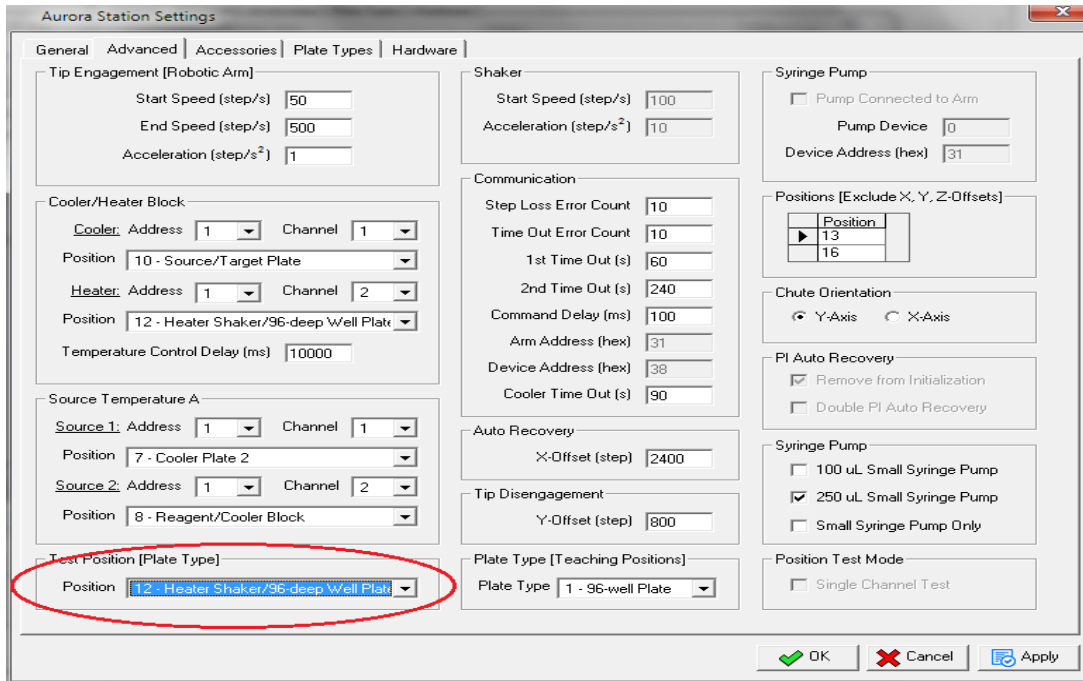 Aurora Station Settings
General Advanced Accessories Plate Types Hardware
Tip Engagement [Robotic Arm]
Start Speed (step/s) 50
End Speed (step/s) 500
Acceleration (step/s²) 1
Cooler/Heater Block
Cooler: Address 1 Channel 1
Position 10 - Source/Target Plate
Heater: Address 1 Channel 2
Position 12 - Heater Shaker/96-deep Well Plate
Temperature Control Delay (ms) 10000
Source Temperature A
Source 1: Address 1 Channel 1
Position 7 - Cooler Plate 2
Source 2: Address 1 Channel 2
Position 8 - Reagent/Cooler Block
Test Position [Plate Type]
Position 12 - Heater Shaker/96-deep Well Plate
Shaker
Start Speed (step/s) 100
Acceleration (step/s²) 10
Communication
Step Loss Error Count 10
Time Out Error Count 10
1st Time Out (s) 60
2nd Time Out (s) 240
Command Delay (ms) 100
Arm Address (hex) 31
Device Address (hex) 38
Cooler Time Out (s) 90
Auto Recovery
X-Offset (step) 2400
Tip Disengagement
Y-Offset (step) 800
Plate Type [Teaching Positions]
Plate Type 1 - 96-well Plate
Syringe Pump
Pump Connected to Arm
Pump Device 0
Device Address (hex) 31
Positions [Exclude X, Y, Z-Offsets]
Position
13
16
Chute Orientation
Y-Axis X-Axis
PI Auto Recovery
Remove from Initialization
Double PI Auto Recovery
Syringe Pump
100 uL Small Syringe Pump
250 uL Small Syringe Pump
Small Syringe Pump Only
Position Test Mode
Single Channel Test
OK Cancel Apply